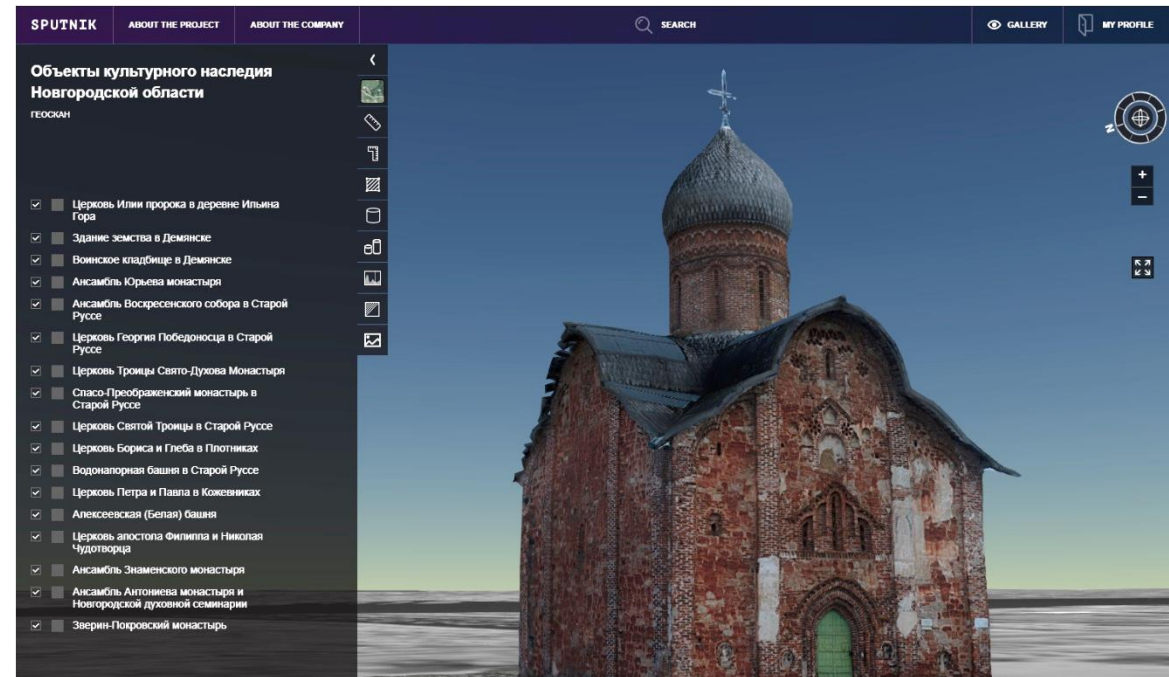 SPUTNIK
ABOUT THE PROJECT
ABOUT THE COMPANY
SEARCH
GALLERY
MY PROFILE
Объекты культурного наследия
Новгородской области
ГЕОСКАН
Церковь Илии пророка в деревне Ильина
Гора
Здание земства в Демянске
Воинское кладбище в Демянске
Ансамбль Юрьева монастыря
Ансамбль Воскресенского собора в Старой
Руссе
Церковь Георгия Победоносца в Старой
Руссе
Церковь Троицы Свято-Духова Монастыря
Спасо-Преображенский монастырь в
Старой Руссе
Церковь Святой Троицы в Старой Руссе
Церковь Бориса и Глеба в Плотниках
Водонапорная башня в Старой Руссе
Церковь Петра и Павла в Кожевниках
Алексеевская (Белая) башня
Церковь апостола Филиппа и Николая
Чудотворца
Ансамбль Знаменского монастыря
Ансамбль Антониева монастыря и
Новгородской духовной семинарии
Зверин-Покровский монастырь
N